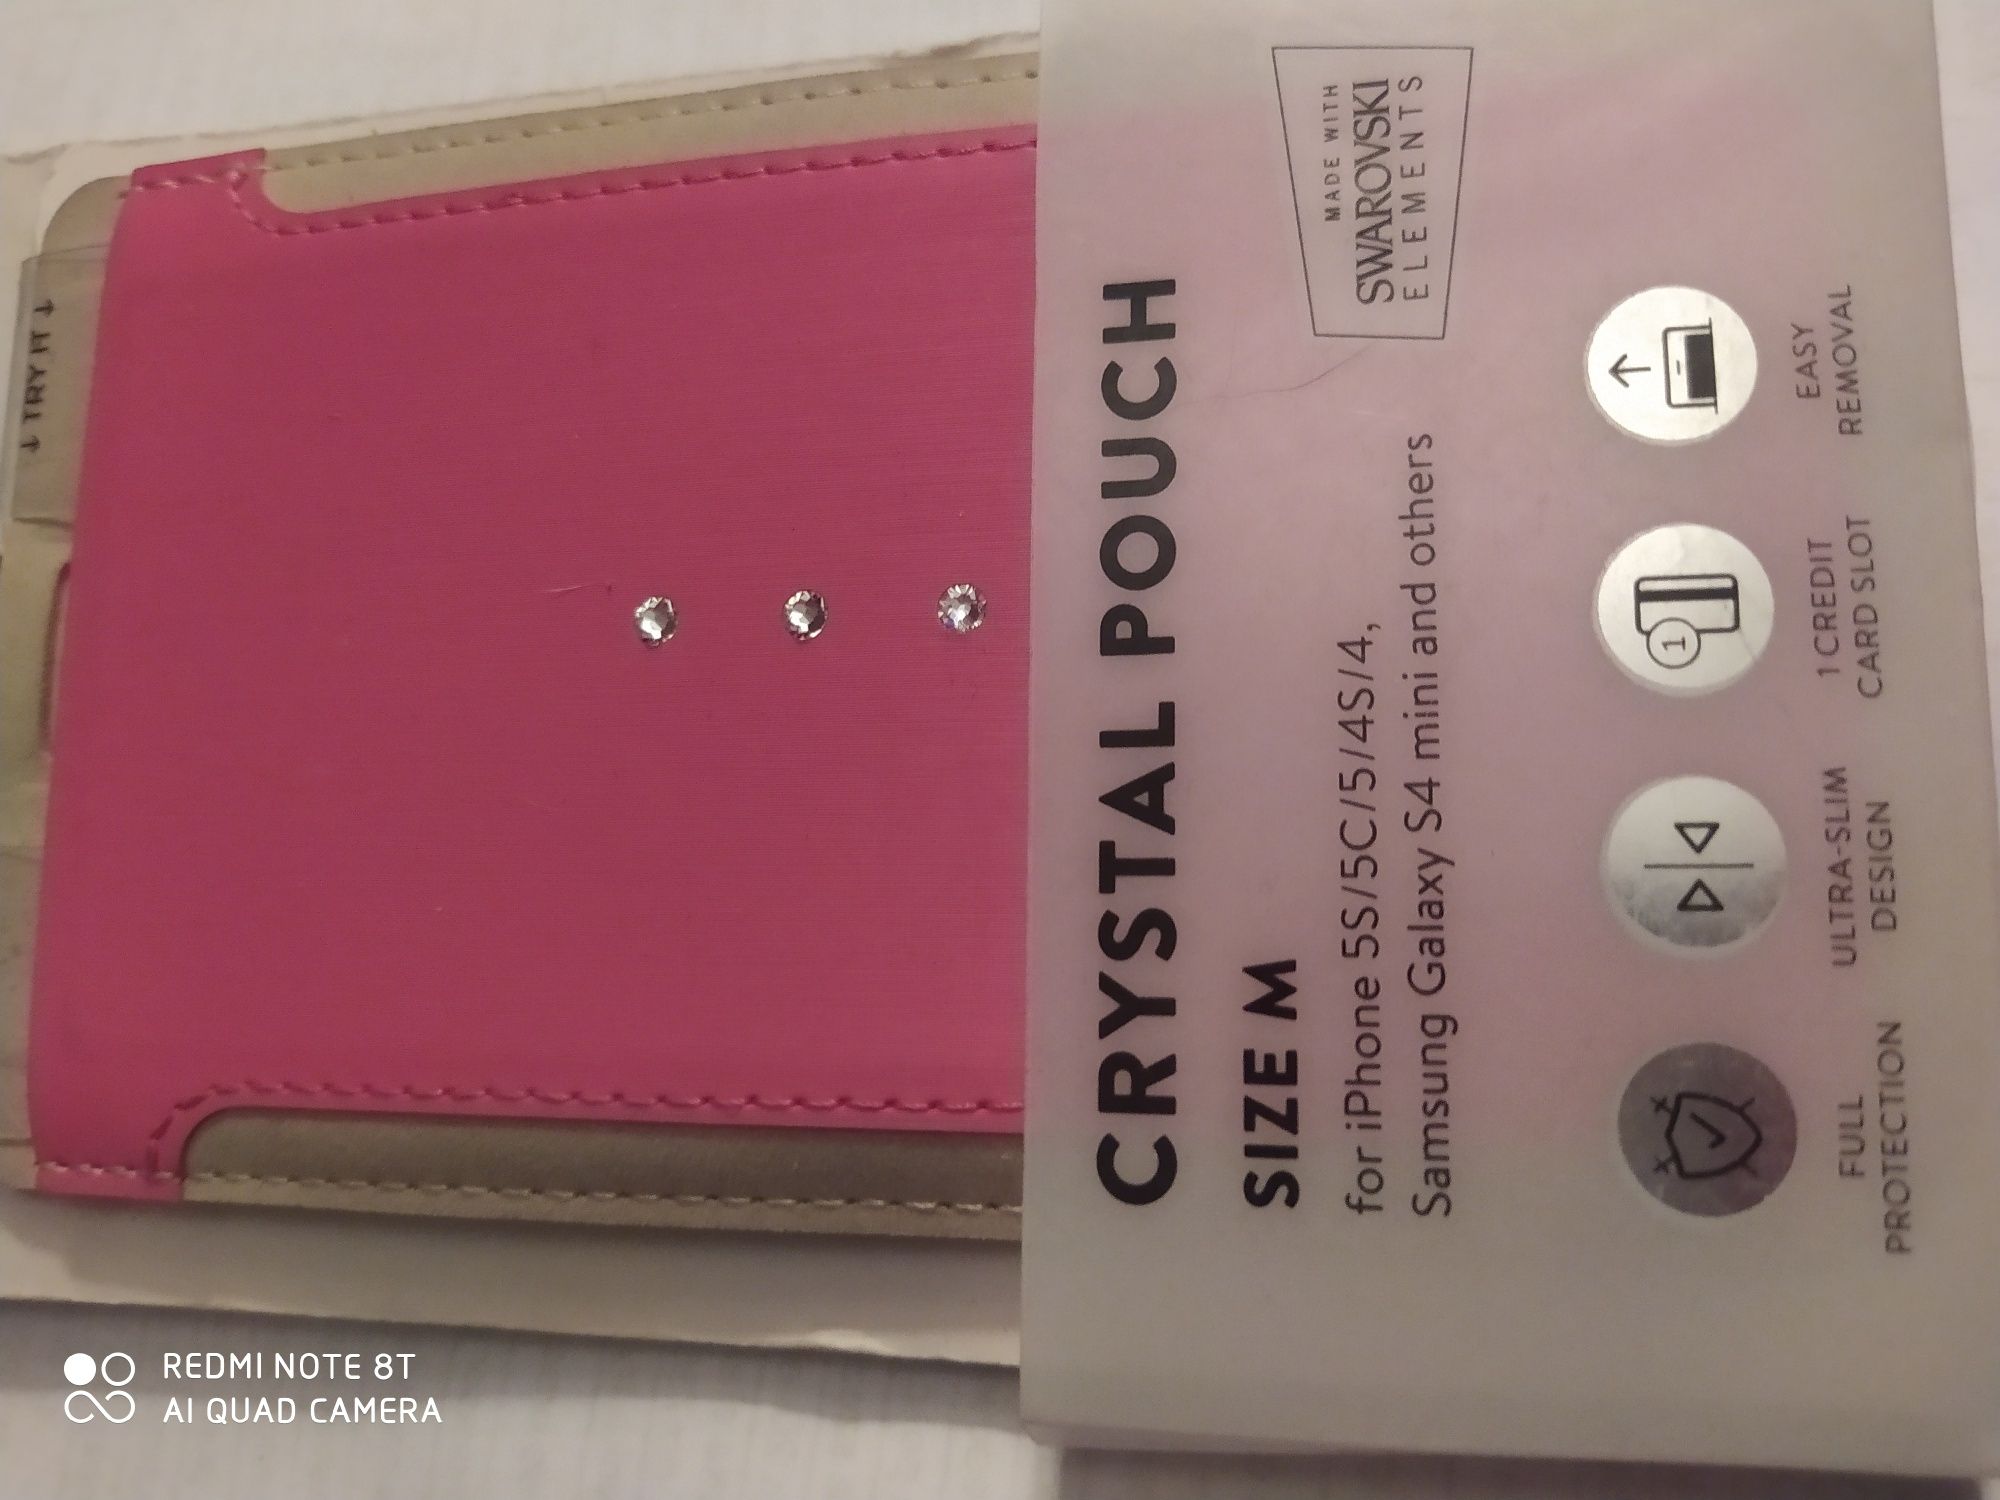 ↓ TRY IT ↓
MADE WITH
SWAROVSKI
ELEMENTS
CRYSTAL POUCH
SIZE M
for iPhone 5S/5C/5/4S/4,
Samsung Galaxy S4 mini and others
FULL
PROTECTION
ULTRA-SLIM
DESIGN
1
1 CREDIT
CARD SLOT
EASY
REMOVAL
REDMI NOTE 8T
AI QUAD CAMERA